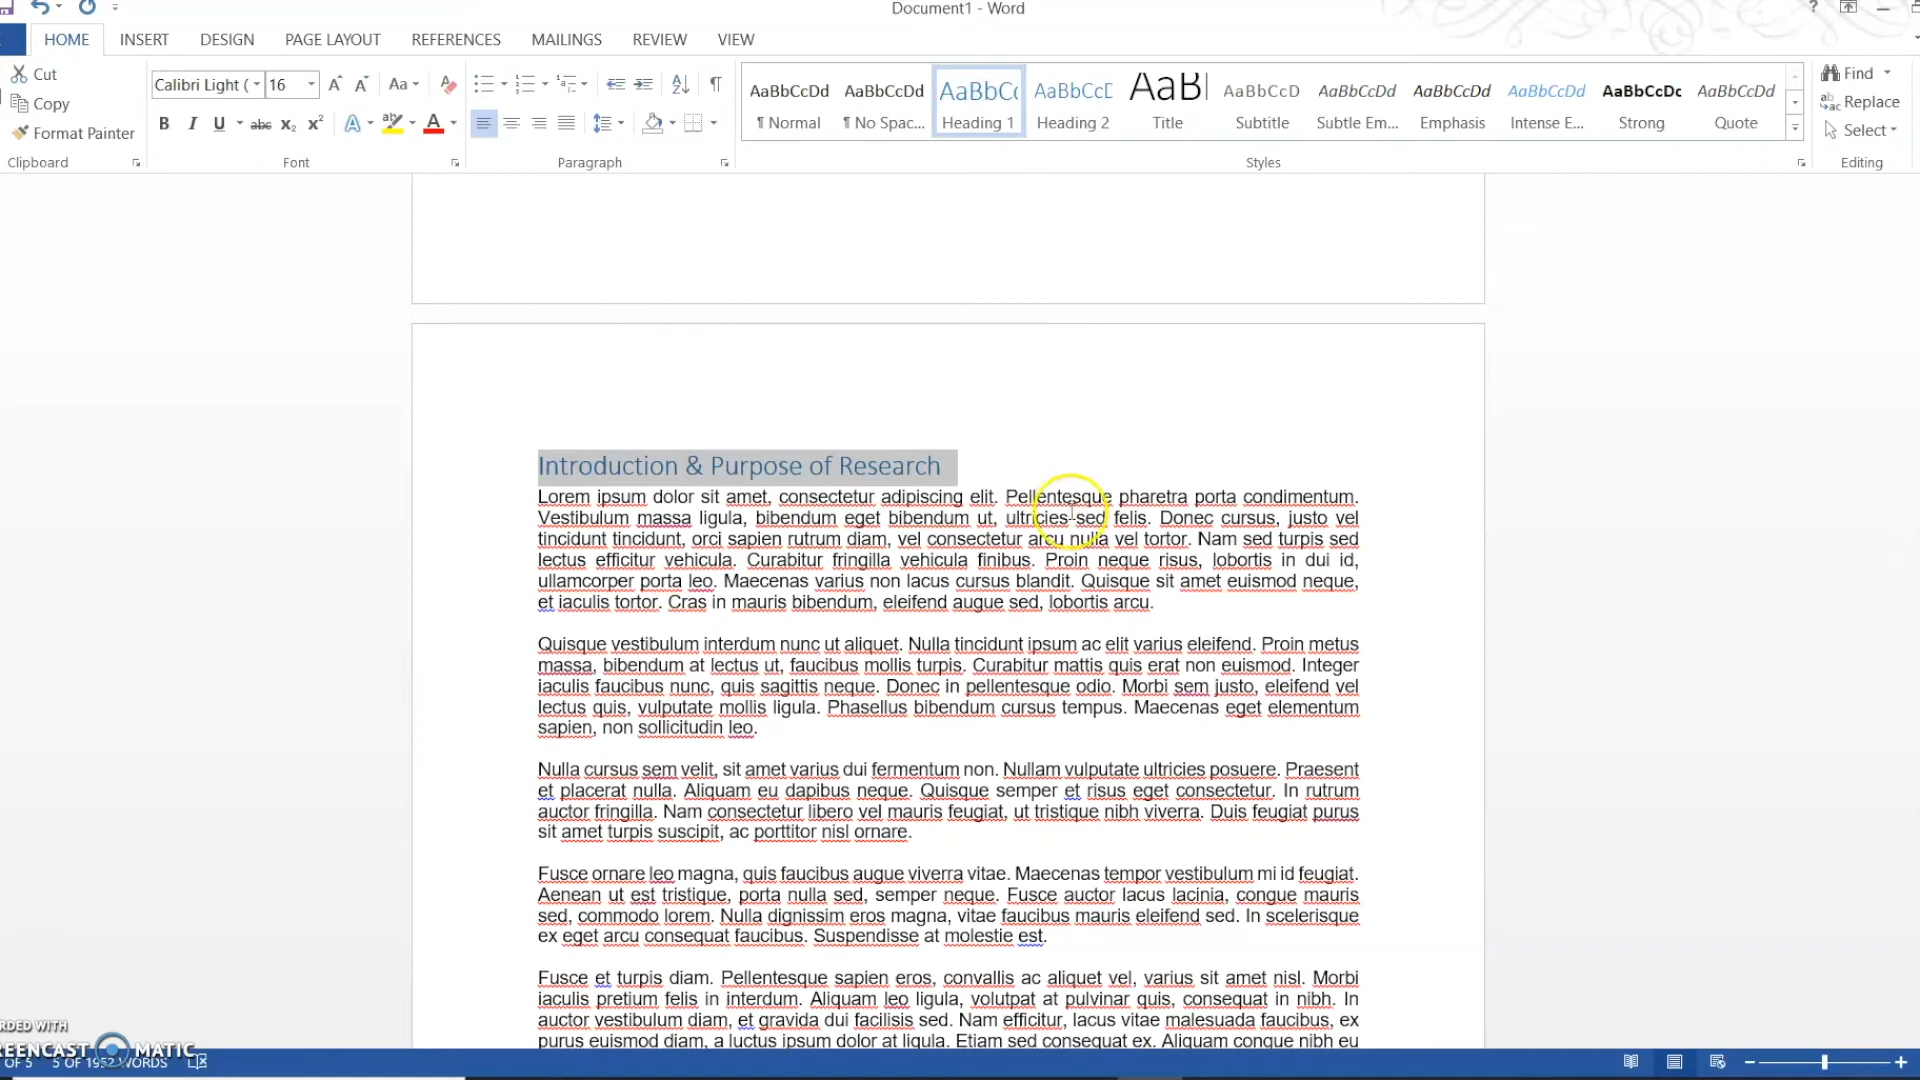 Document1 - Word
?
HOME INSERT DESIGN PAGE LAYOUT REFERENCES MAILINGS REVIEW VIEW
Cut
Copy
Format Painter
Clipboard
Calibri Light ( 16
Aa
B I U abc x₂ x² A ab A
Font
Paragraph
AaBbCcDd AaBbCcDd AaBbCc AaBbCcD AaB AaBbCcD AaBbCcDd AaBbCcDd AaBbCcDd AaBbCcDc AaBbCcDd
¶ Normal ¶ No Spac... Heading 1 Heading 2 Title Subtitle Subtle Em... Emphasis Intense E... Strong Quote
Styles
Find
Replace
Select
Editing
Introduction & Purpose of Research
Lorem ipsum dolor sit amet, consectetur adipiscing elit. Pellentesque pharetra porta condimentum.
Vestibulum massa ligula, bibendum eget bibendum ut, ultricies sed felis. Donec cursus, justo vel
tincidunt tincidunt, orci sapien rutrum diam, vel consectetur arcu nulla vel tortor. Nam sed turpis sed
lectus efficitur vehicula. Curabitur fringilla vehicula finibus. Proin neque risus, lobortis in dui id,
ullamcorper porta leo. Maecenas varius non lacus cursus blandit. Quisque sit amet euismod neque,
et iaculis tortor. Cras in mauris bibendum, eleifend augue sed, lobortis arcu.
Quisque vestibulum interdum nunc ut aliquet. Nulla tincidunt ipsum ac elit varius eleifend. Proin metus
massa, bibendum at lectus ut, faucibus mollis turpis. Curabitur mattis quis erat non euismod. Integer
iaculis faucibus nunc, quis sagittis neque. Donec in pellentesque odio. Morbi sem justo, eleifend vel
lectus quis, vulputate mollis ligula. Phasellus bibendum cursus tempus. Maecenas eget elementum
sapien, non sollicitudin leo.
Nulla cursus sem velit, sit amet varius dui fermentum non. Nullam vulputate ultricies posuere. Praesent
et placerat nulla. Aliquam eu dapibus neque. Quisque semper et risus eget consectetur. In rutrum
auctor fringilla. Nam consectetur libero vel mauris feugiat, ut tristique nibh viverra. Duis feugiat purus
sit amet turpis suscipit, ac porttitor nisl ornare.
Fusce ornare leo magna, quis faucibus augue viverra vitae. Maecenas tempor vestibulum mi id feugiat.
Aenean ut est tristique, porta nulla sed, semper neque. Fusce auctor lacus lacinia, congue mauris
sed, commodo lorem. Nulla dignissim eros magna, vitae faucibus mauris eleifend sed. In scelerisque
ex eget arcu consequat faucibus. Suspendisse at molestie est.
Fusce et turpis diam. Pellentesque sapien eros, convallis ac aliquet vel, varius sit amet nisl. Morbi
iaculis pretium felis in interdum. Aliquam leo ligula, volutpat at pulvinar quis, consequat in nibh. In
auctor vestibulum diam, et gravida dui facilisis sed. Nam efficitur, lacus vitae malesuada faucibus, ex
purus euismod diam, a luctus ipsum dolor at ligula. Etiam sed consequat ex. Aliquam congue nibh eu
RDED WITH
REENCAST MATIC
OF 5 5 OF 1952 WORDS